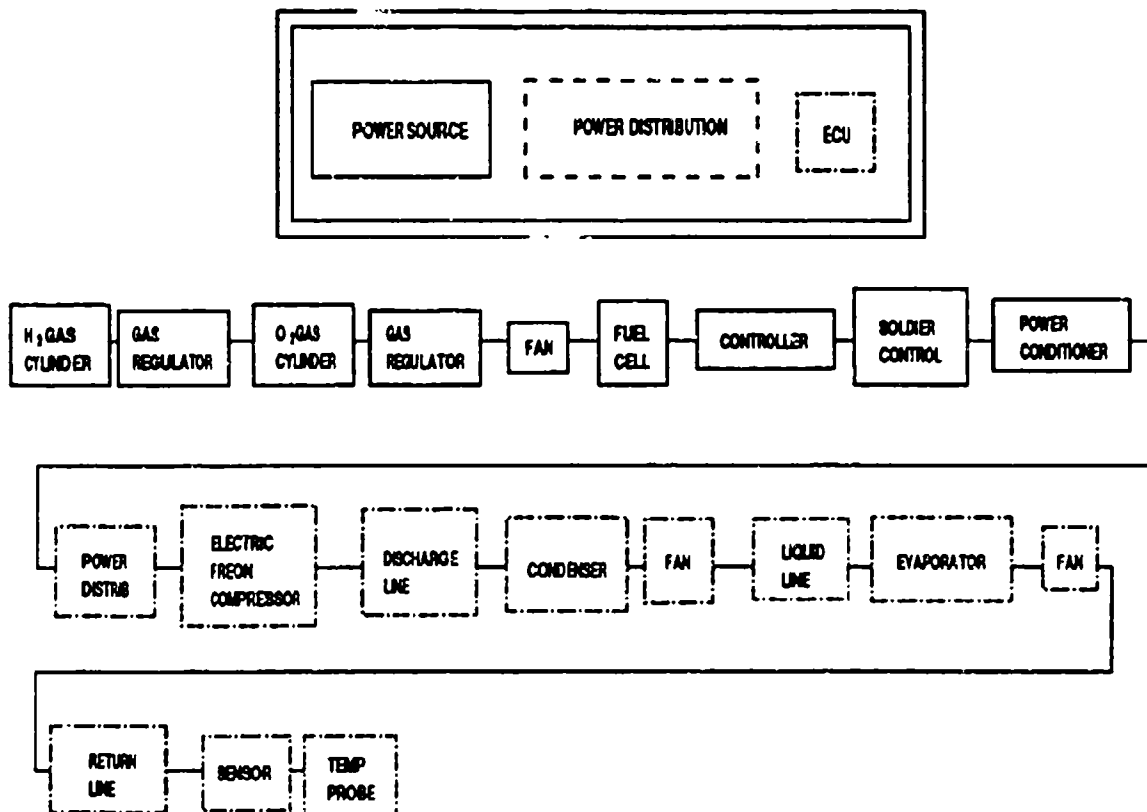 POWER SOURCE
POWER DISTRIBUTION
ECU
H₂ GAS
CYLINDER
GAS
REGULATOR
O₂ GAS
CYLINDER
GAS
REGULATOR
FAN
FUEL
CELL
CONTROLLER
SOLDIER
CONTROL
POWER
CONDITIONER
POWER
DISTRIB
ELECTRIC
FREON
COMPRESSOR
DISCHARGE
LINE
CONDENSER
FAN
LIQUID
LINE
EVAPORATOR
FAN
RETURN
LINE
SENSOR
TEMP
PROBE